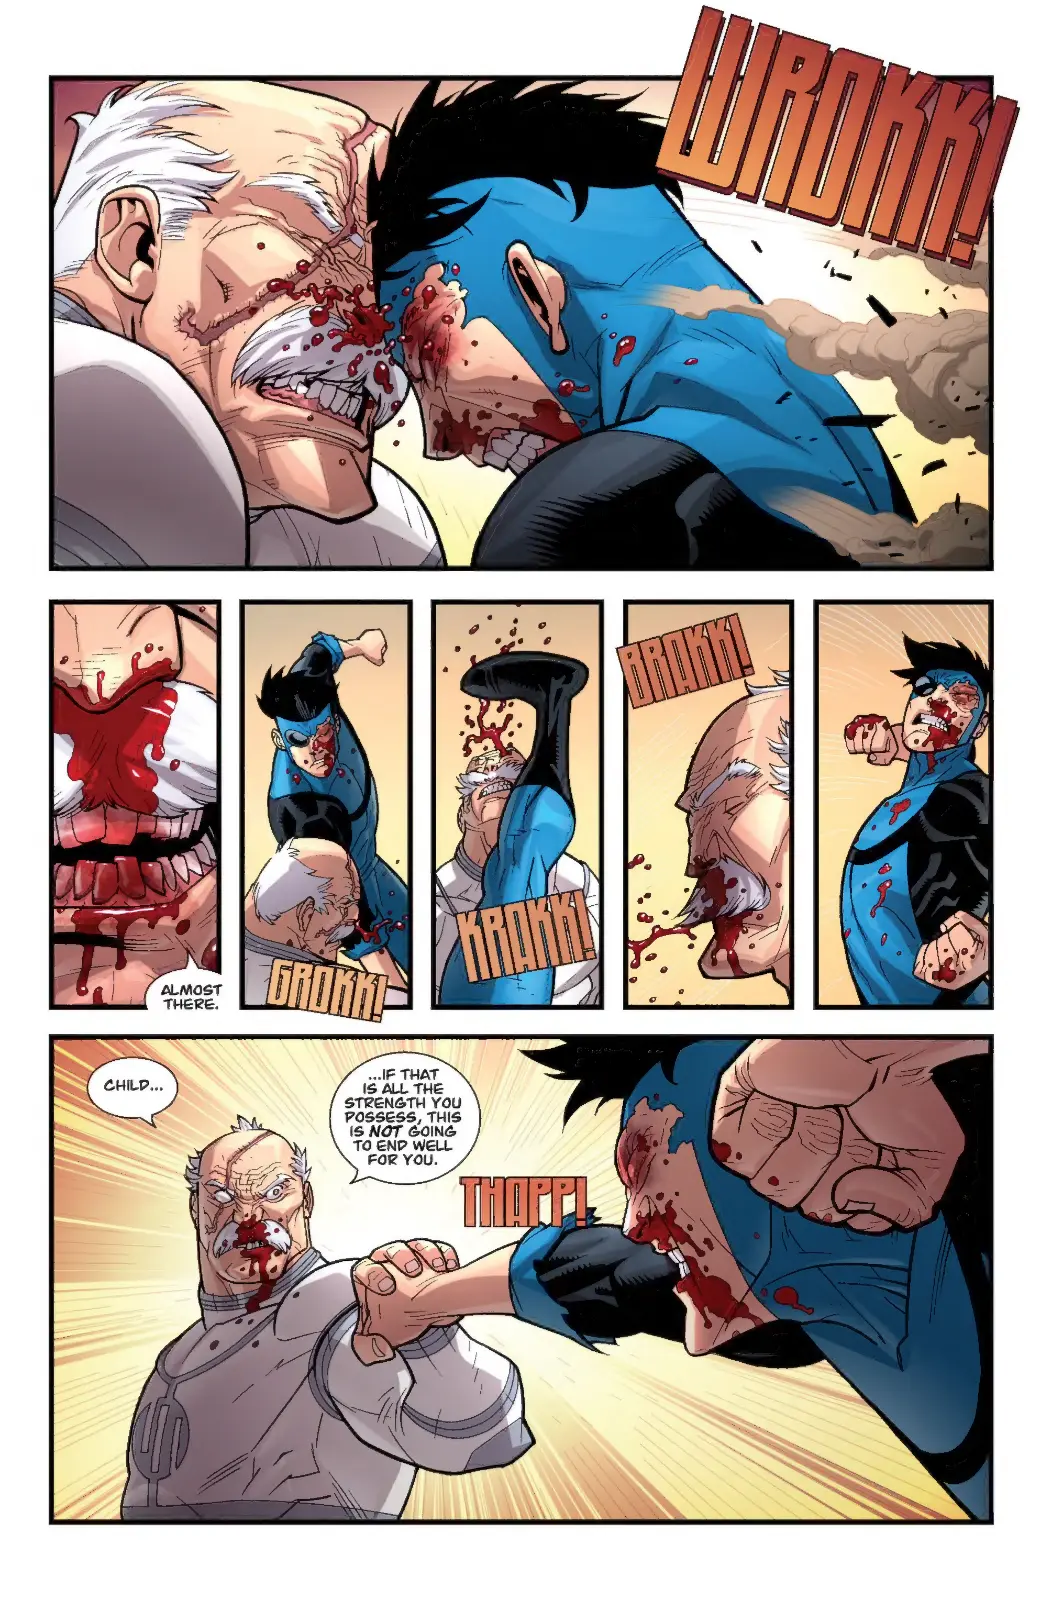 WROKK!
ALMOST
THERE.
GROKK!
KROKK!
BROKK!
CHILD...
...IF THAT
IS ALL THE
STRENGTH YOU
POSSESS, THIS
IS NOT GOING
TO END WELL
FOR YOU.
THAPP!